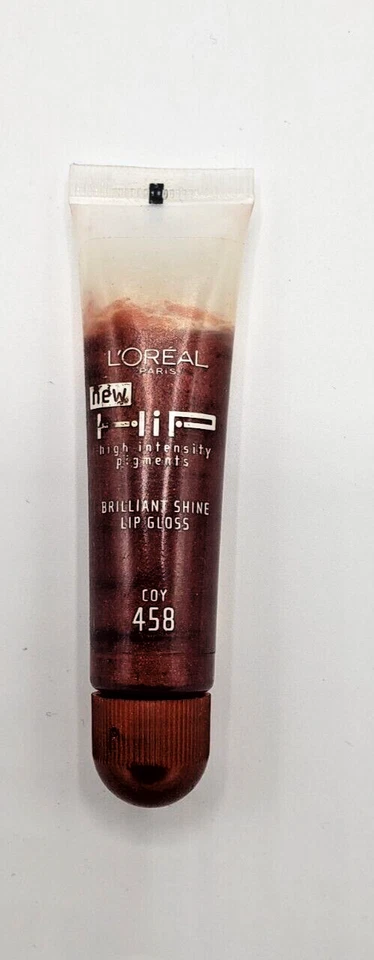 L'ORÉAL
PARIS
new
HiP
high intensity
pigments
BRILLIANT SHINE
LIP GLOSS
COY
458